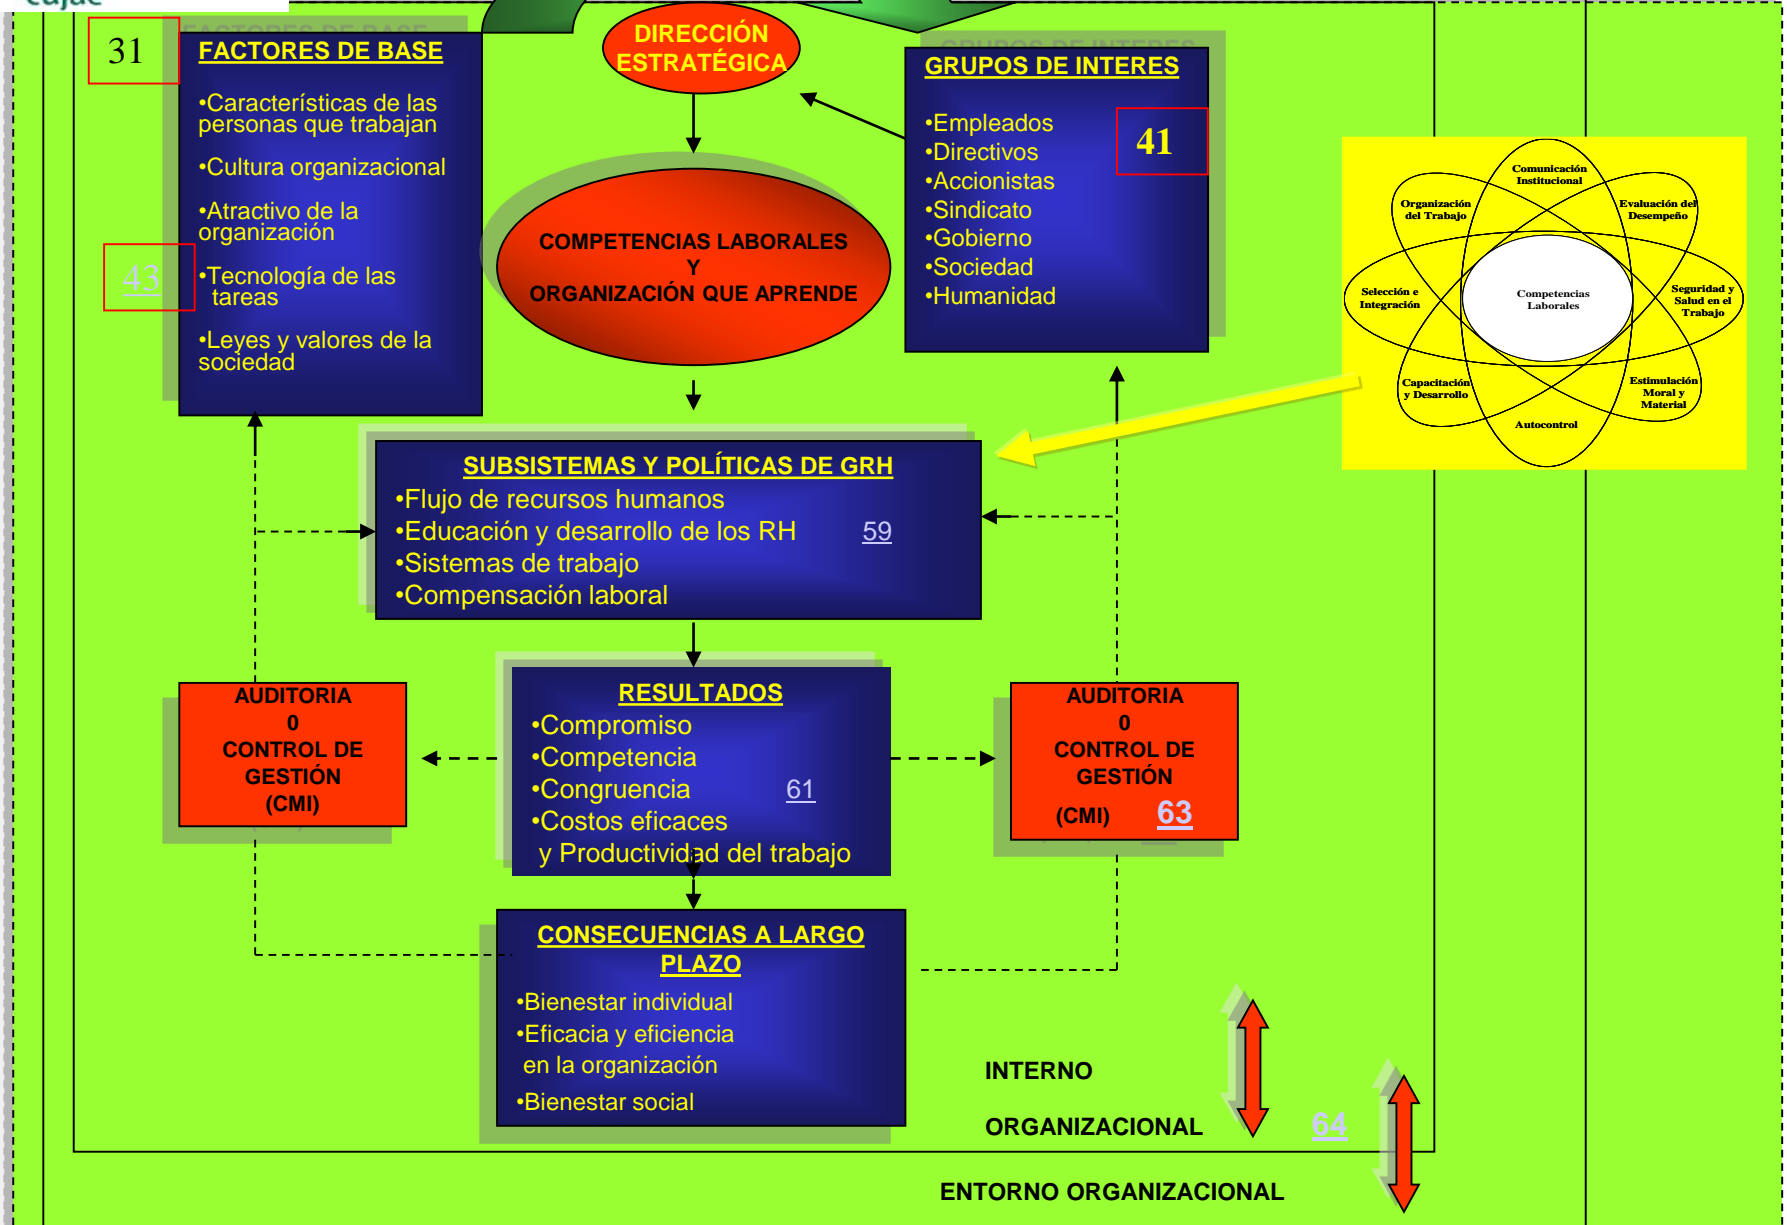 cujae
31
FACTORES DE BASE
•Características de las
personas que trabajan
•Cultura organizacional
•Atractivo de la
organización
43
•Tecnología de las
tareas
•Leyes y valores de la
sociedad
DIRECCIÓN
ESTRATÉGICA
GRUPOS DE INTERES
•Empleados
•Directivos
•Accionistas
•Sindicato
•Gobierno
•Sociedad
•Humanidad
41
COMPETENCIAS LABORALES
Y
ORGANIZACIÓN QUE APRENDE
Comunicación
Institucional
Organización
del Trabajo
Evaluación del
Desempeño
Selección e
Integración
Competencias
Laborales
Seguridad y
Salud en el
Trabajo
Capacitación
y Desarrollo
Estimulación
Moral y
Material
Autocontrol
SUBSISTEMAS Y POLÍTICAS DE GRH
•Flujo de recursos humanos
•Educación y desarrollo de los RH 59
•Sistemas de trabajo
•Compensación laboral
AUDITORIA
0
CONTROL DE
GESTIÓN
(CMI)
RESULTADOS
•Compromiso
•Competencia
•Congruencia 61
•Costos eficaces
y Productividad del trabajo
AUDITORIA
0
CONTROL DE
GESTIÓN
(CMI) 63
CONSECUENCIAS A LARGO
PLAZO
•Bienestar individual
•Eficacia y eficiencia
en la organización
•Bienestar social
INTERNO
ORGANIZACIONAL 64
ENTORNO ORGANIZACIONAL